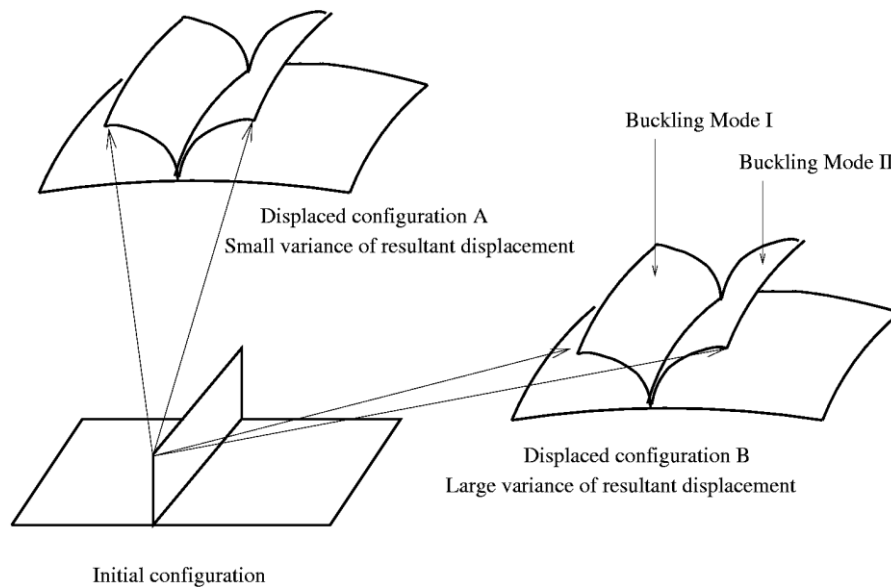 Buckling Mode I
Buckling Mode II
Displaced configuration A
Small variance of resultant displacement
Displaced configuration B
Large variance of resultant displacement
Initial configuration